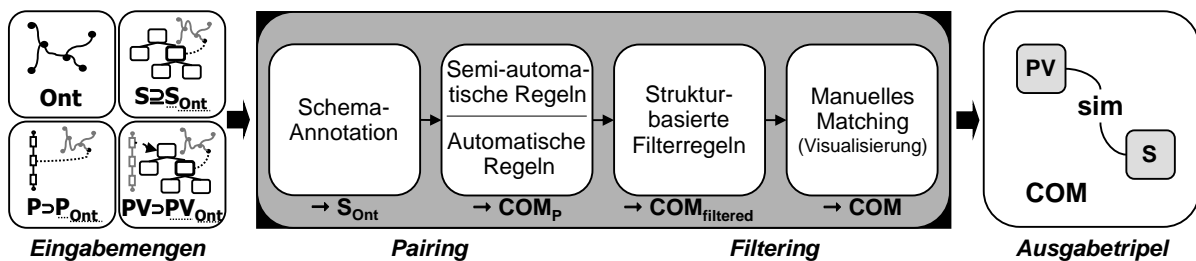 Ont
S⊇S_Ont
P⊃P_Ont
PV⊃PV_Ont
Eingabemengen
Schema-
Annotation
→ S_Ont
Semi-automa-
tische Regeln
Automatische
Regeln
→ COM_P
Pairing
Struktur-
basierte
Filterregeln
→ COM_filtered
Manuelles
Matching
(Visualisierung)
→ COM
Filtering
PV
sim
S
COM
Ausgabetripel